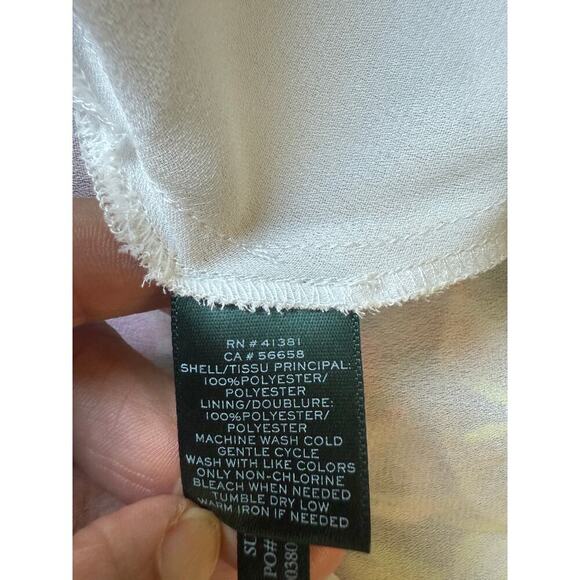 RN # 41381
CA # 56658
SHELL/TISSU PRINCIPAL:
100%POLYESTER/
POLYESTER
LINING/DOUBLURE:
100%POLYESTER/
POLYESTER
MACHINE WASH COLD
GENTLE CYCLE
WASH WITH LIKE COLORS
ONLY NON-CHLORINE
BLEACH WHEN NEEDED
TUMBLE DRY LOW
WARM IRON IF NEEDED
PO#